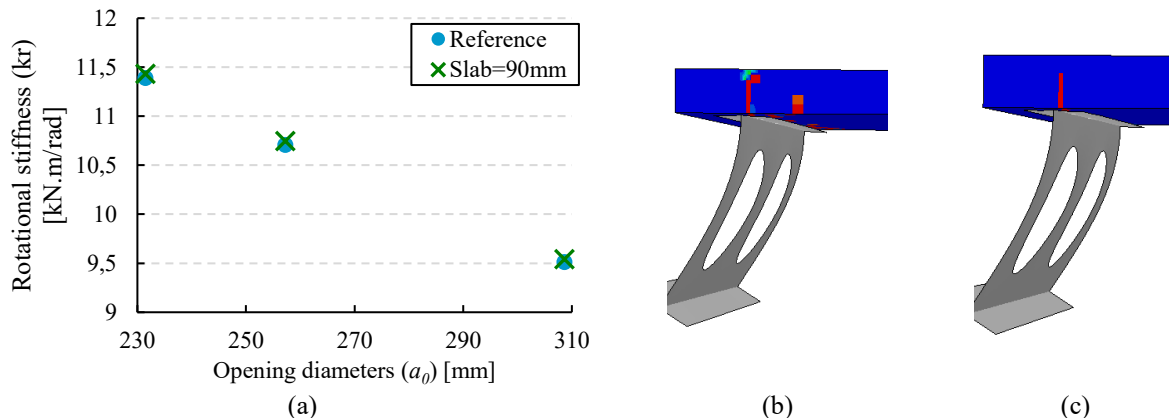 12
11,5
11
10,5
10
9,5
9
Rotational stiffness (kr)
[kN.m/rad]
Reference
Slab=90mm
230 250 270 290 310
Opening diameters (a0) [mm]
(a) (b) (c)